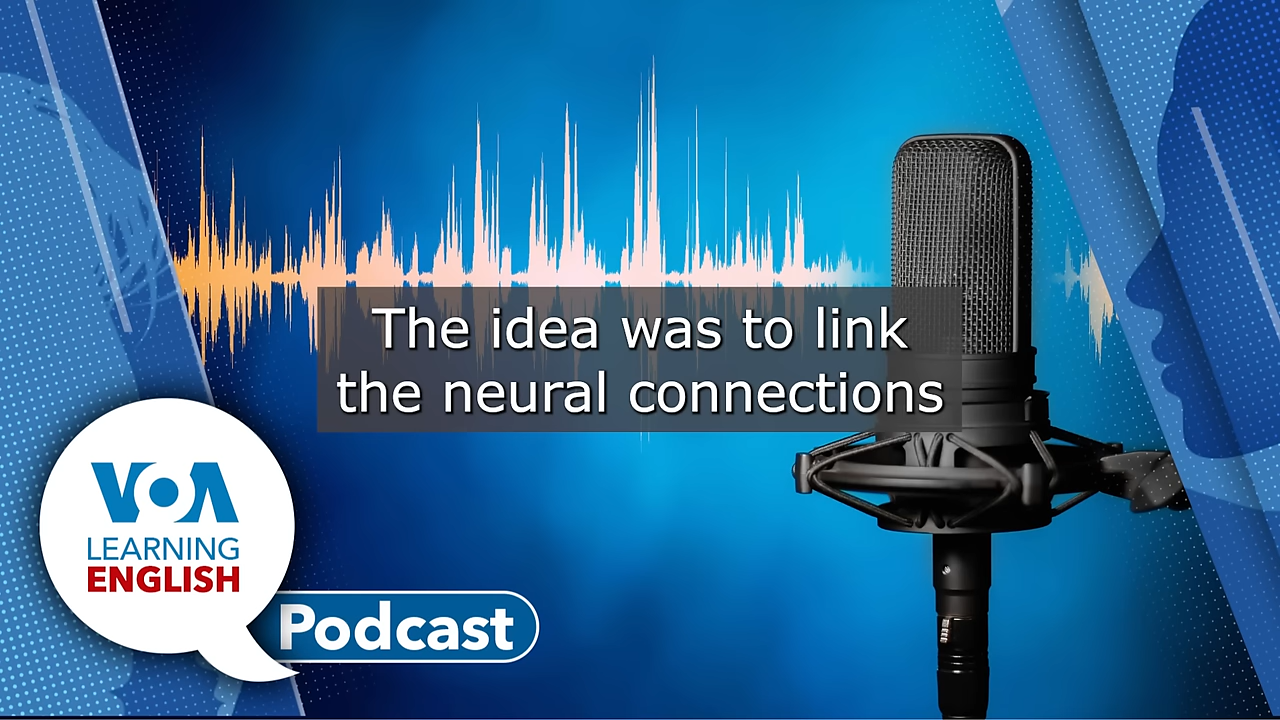 The idea was to link
the neural connections
VOA
LEARNING
ENGLISH
Podcast